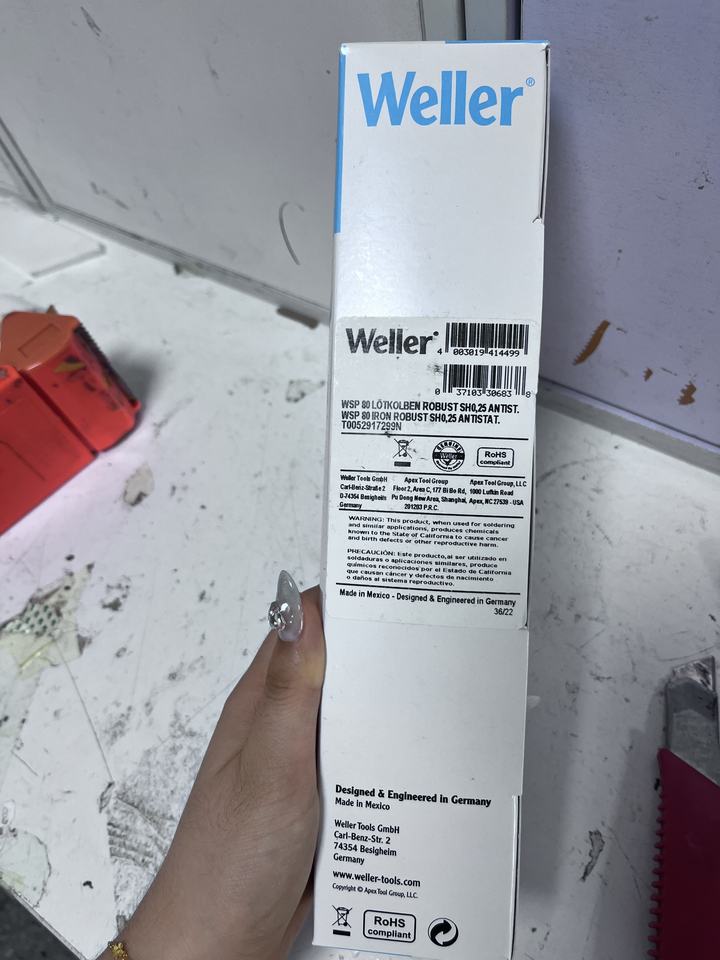 Weller®
Weller®
4 003019 414499
0 37103 30683 8
WSP 80 LÖTKOLBEN ROBUST SH0,25 ANTIST.
WSP 80 IRON ROBUST SH0,25 ANTISTAT.
T0052917299N
GENUINE
Weller
RoHS
compliant
Weller Tools GmbH
Carl-Benz-Straße 2
D-74354 Besigheim
Germany
Apex Tool Group
Floor 2, Area C, 177 Bi Bo Rd,
Pu Dong New Area, Shanghai,
201203 P.R.C.
Apex Tool Group, LLC
1000 Lufkin Road
Apex, NC 27539 - USA
WARNING: This product, when used for soldering
and similar applications, produces chemicals
known to the State of California to cause cancer
and birth defects or other reproductive harm.
PRECAUCIÓN: Este producto,al ser utilizado en
soldaduras o aplicaciones similares, produce
químicos reconocidos por el Estado de California
que causan cáncer y defectos de nacimiento
o daños al sistema reproductivo.
Made in Mexico - Designed & Engineered in Germany
36/22
Designed & Engineered in Germany
Made in Mexico
Weller Tools GmbH
Carl-Benz-Str. 2
74354 Besigheim
Germany
www.weller-tools.com
Copyright © Apex Tool Group, LLC.
RoHS
compliant